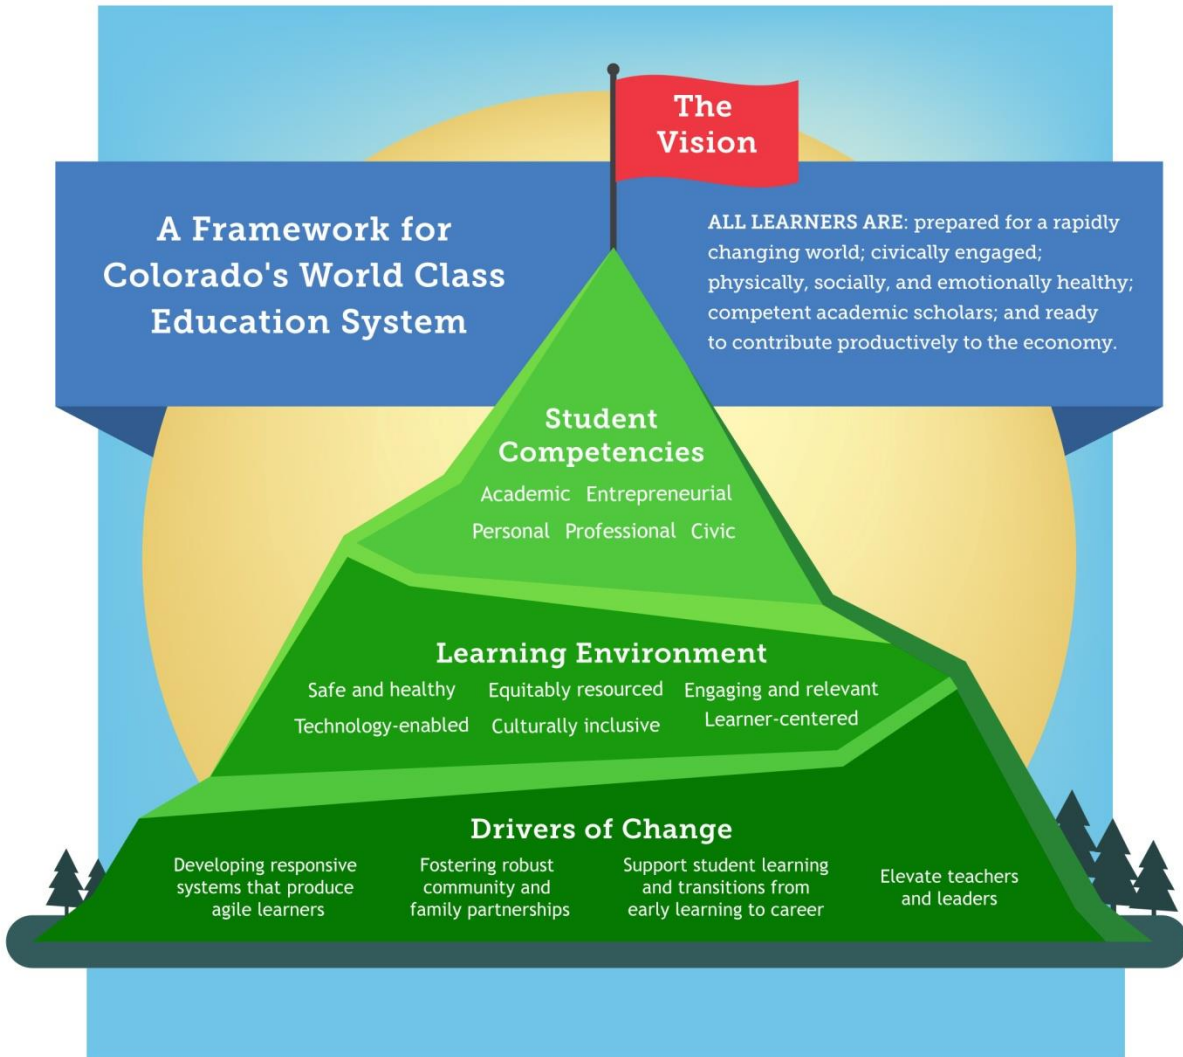 The
Vision
A Framework for
Colorado's World Class
Education System
ALL LEARNERS ARE: prepared for a rapidly
changing world; civically engaged;
physically, socially, and emotionally healthy;
competent academic scholars; and ready
to contribute productively to the economy.
Student
Competencies
Academic Entrepreneurial
Personal Professional Civic
Learning Environment
Safe and healthy Equitably resourced Engaging and relevant
Technology-enabled Culturally inclusive Learner-centered
Drivers of Change
Developing responsive
systems that produce
agile learners
Fostering robust
community and
family partnerships
Support student learning
and transitions from
early learning to career
Elevate teachers
and leaders